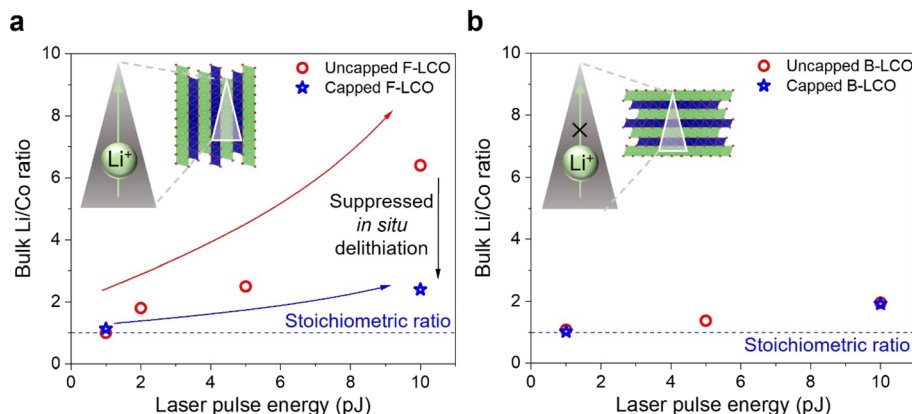 a
10
8
6
4
2
0
Bulk Li/Co ratio
Li+
Uncapped F-LCO
Capped F-LCO
Suppressed
in situ
delithiation
Stoichiometric ratio
0 2 4 6 8 10
Laser pulse energy (pJ)
b
10
8
6
4
2
0
Bulk Li/Co ratio
Li+
Uncapped B-LCO
Capped B-LCO
Stoichiometric ratio
0 2 4 6 8 10
Laser pulse energy (pJ)